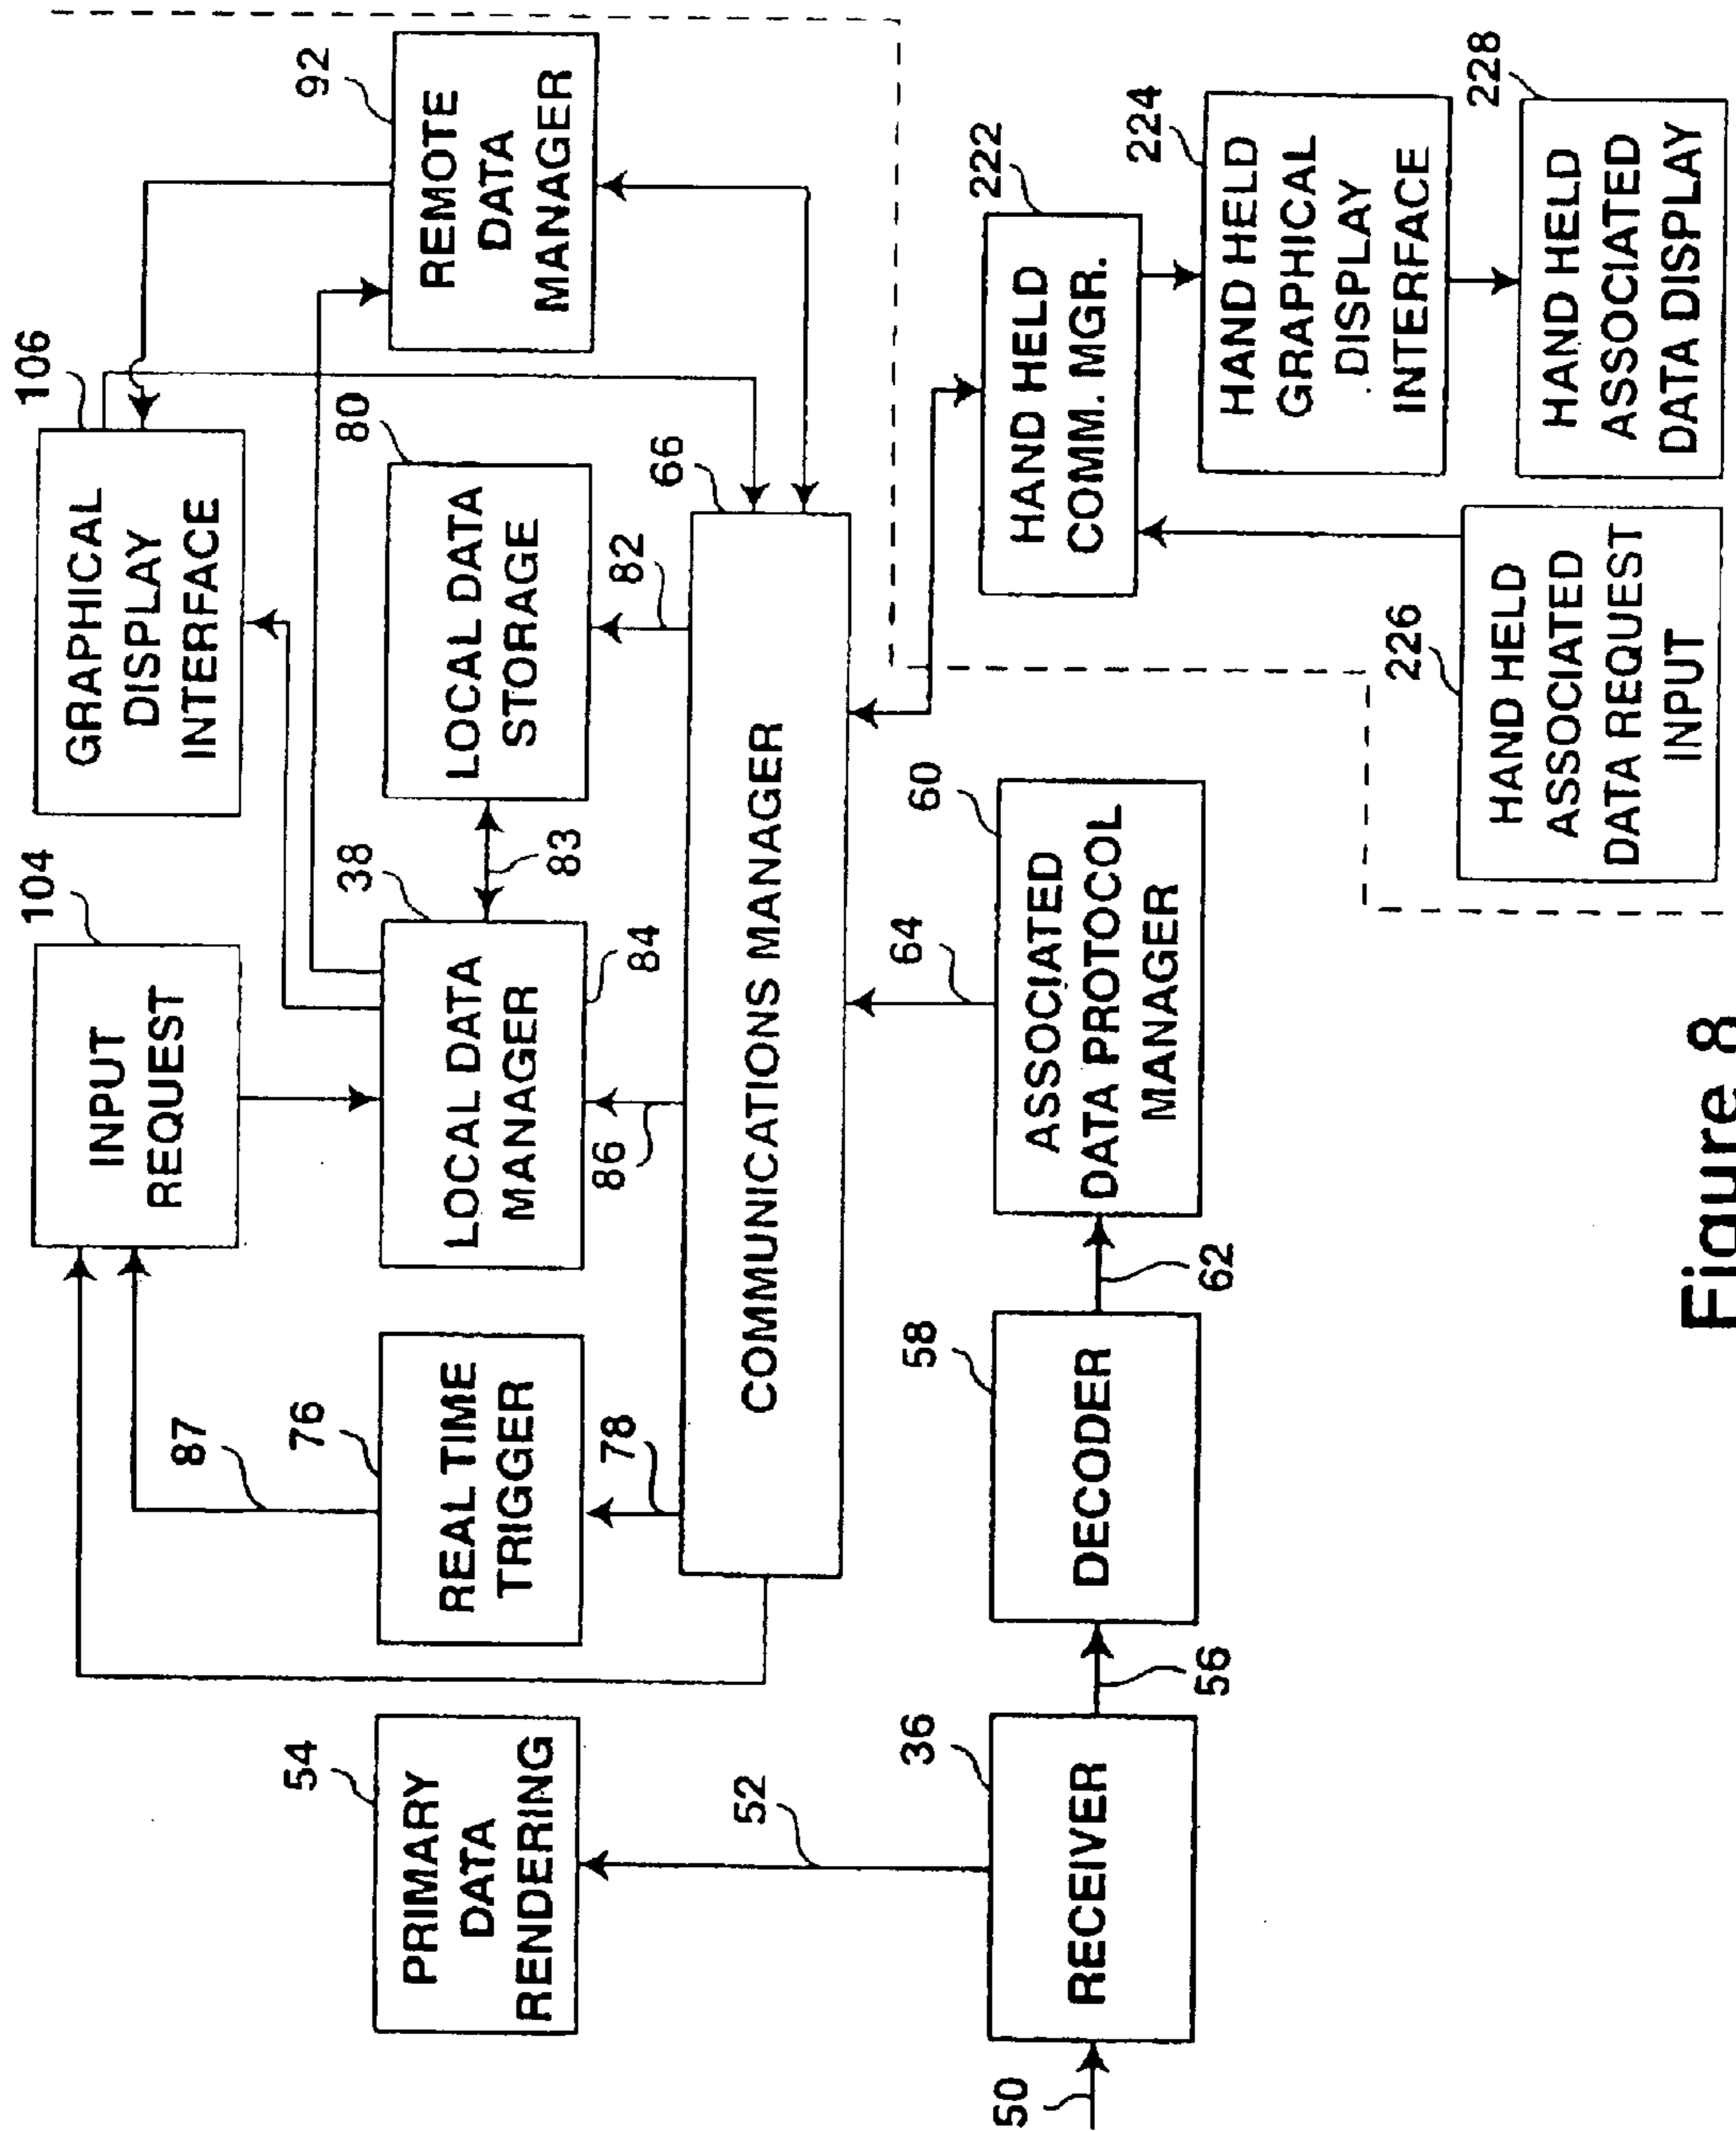 104
106
INPUT
REQUEST
GRAPHICAL
DISPLAY
INTERFACE
92
54
87
76
38
80
PRIMARY
DATA
RENDERING
REAL TIME
TRIGGER
LOCAL DATA
MANAGER
83
LOCAL DATA
STORAGE
REMOTE
DATA
MANAGER
78
86
84
82
66
52
COMMUNICATIONS MANAGER
36
58
64
60
222
50
RECEIVER
56
DECODER
62
ASSOCIATED
DATA PROTOCOL
MANAGER
HAND HELD
COMM. MGR.
224
HAND HELD
GRAPHICAL
DISPLAY
INTERFACE
226
HAND HELD
ASSOCIATED
DATA REQUEST
INPUT
228
HAND HELD
ASSOCIATED
DATA DISPLAY
Figure 8